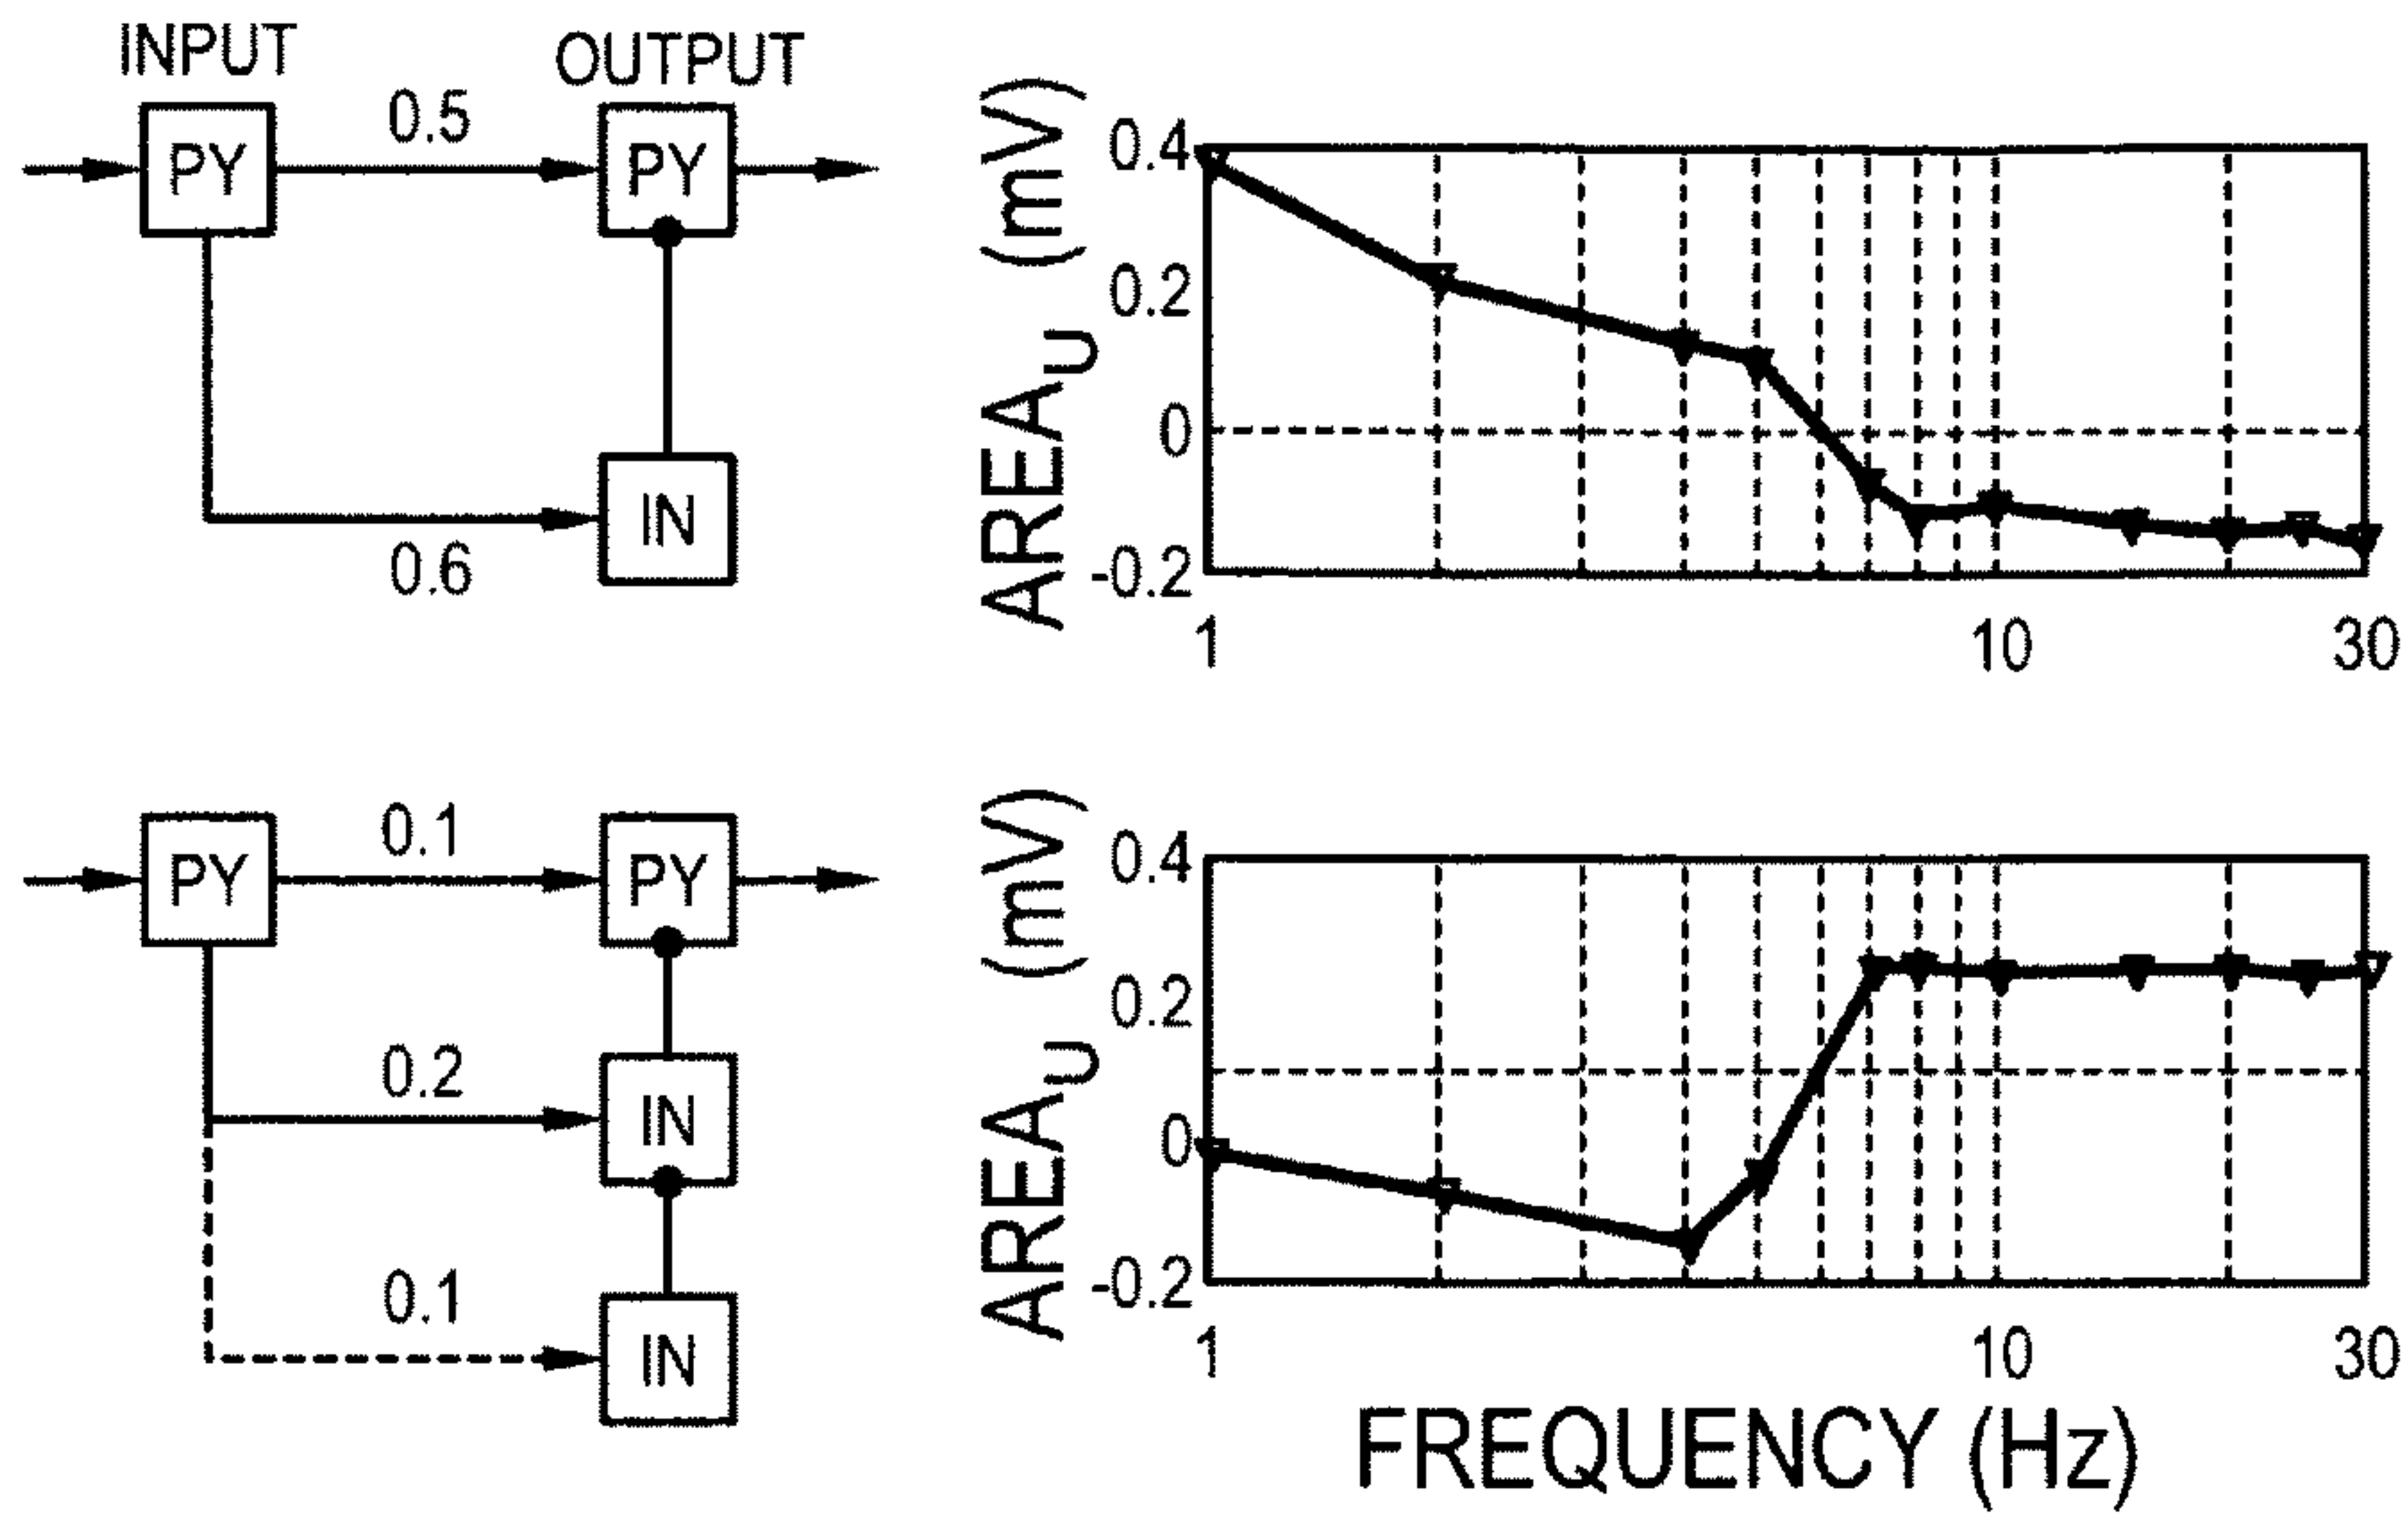 INPUT
OUTPUT
0.5
PY
PY
0.6
IN
AREAU (mV)
0.4
0.2
0
-0.2
1
10
30
0.1
PY
PY
0.2
IN
0.1
IN
AREAU (mV)
0.4
0.2
0
-0.2
1
10
30
FREQUENCY (Hz)